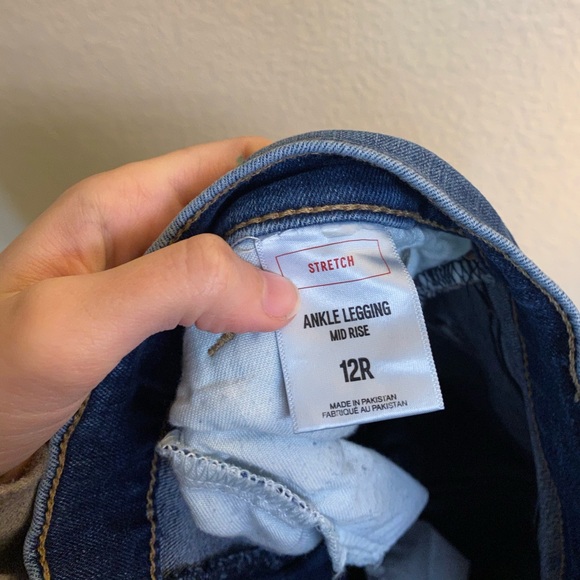 STRETCH
ANKLE LEGGING
MID RISE
12R
MADE IN PAKISTAN
FABRIQUÉ AU PAKISTAN